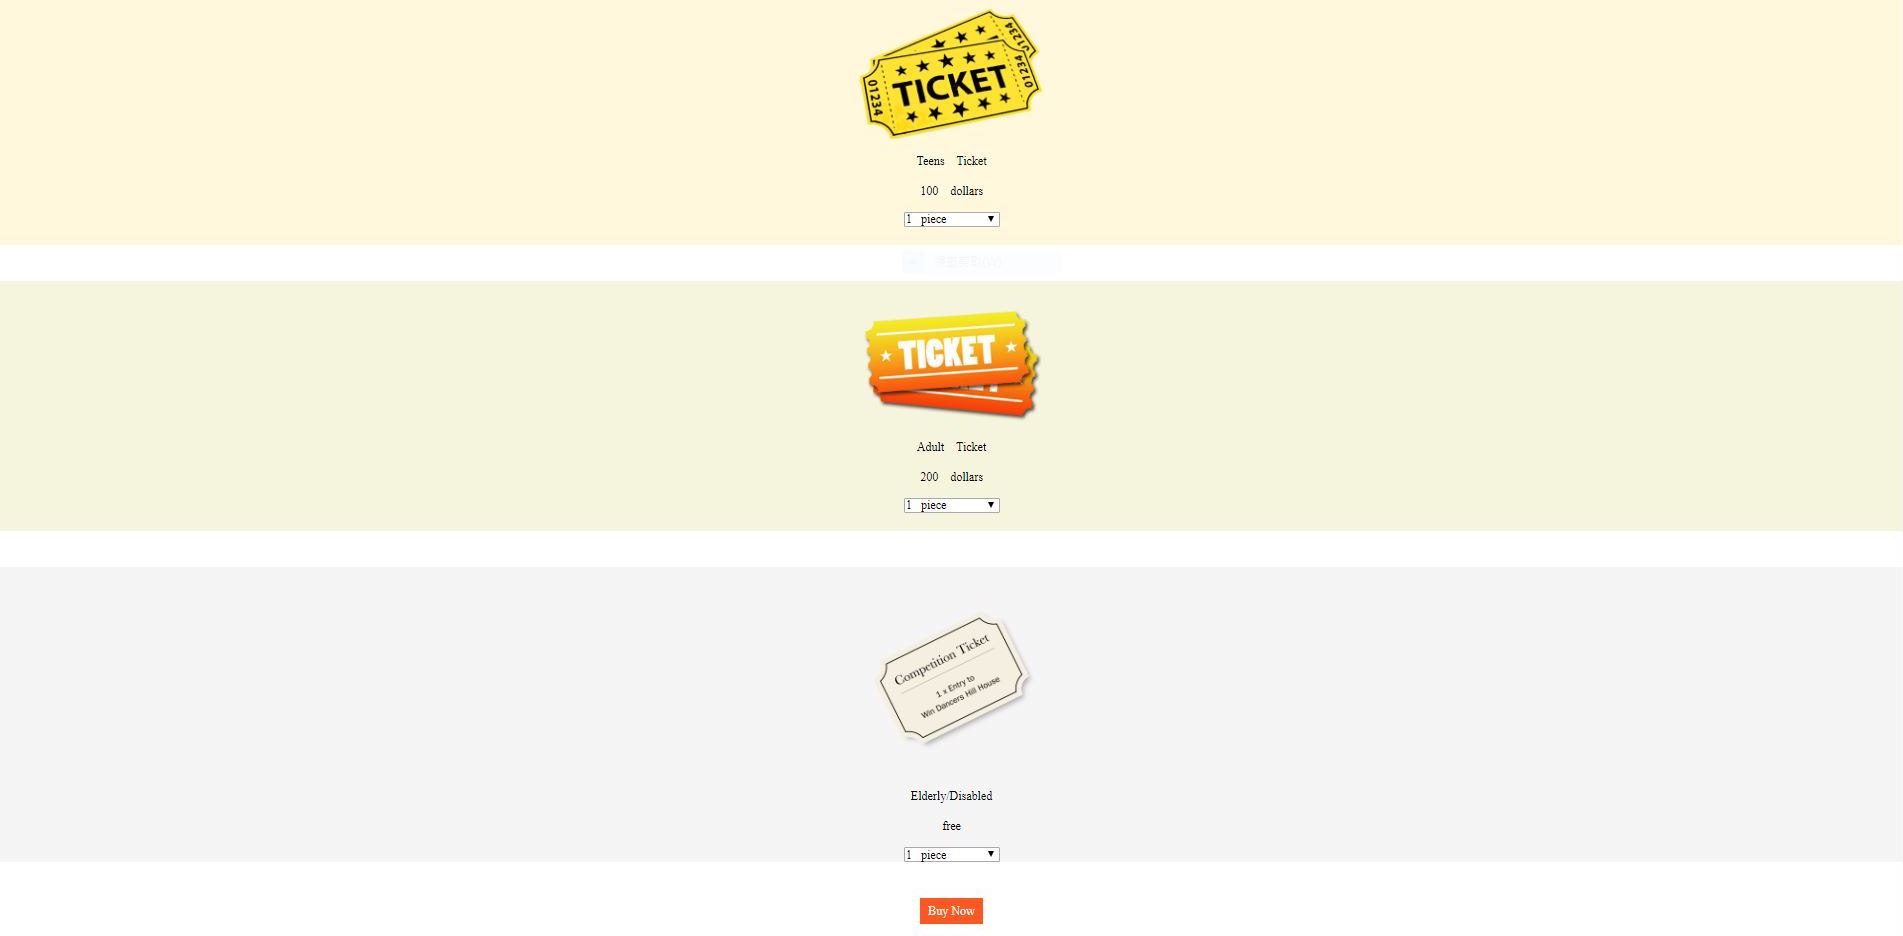 TICKET
01234
01234
01234
Teens Ticket
100 dollars
1 piece
TICKET
Adult Ticket
200 dollars
1 piece
Competition Ticket
1 x Entry to
Win Dancers Hill House
Elderly/Disabled
free
1 piece
Buy Now